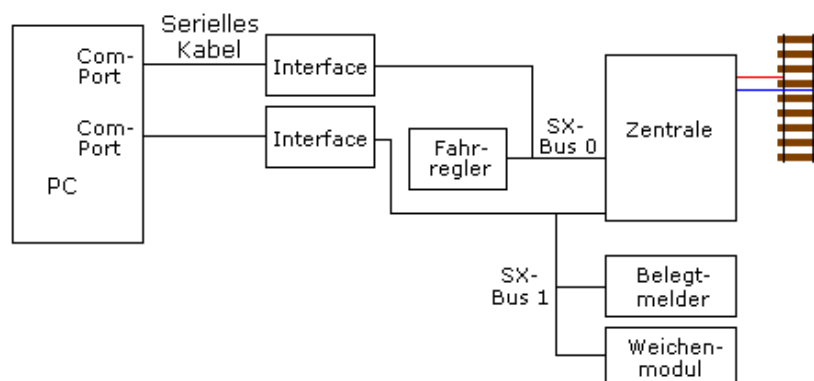 Serielles
Kabel
Com-
Port
Interface
Com-
Port
Interface
PC
Fahr-
regler
SX-
Bus 0
Zentrale
SX-
Bus 1
Belegt-
melder
Weichen-
modul